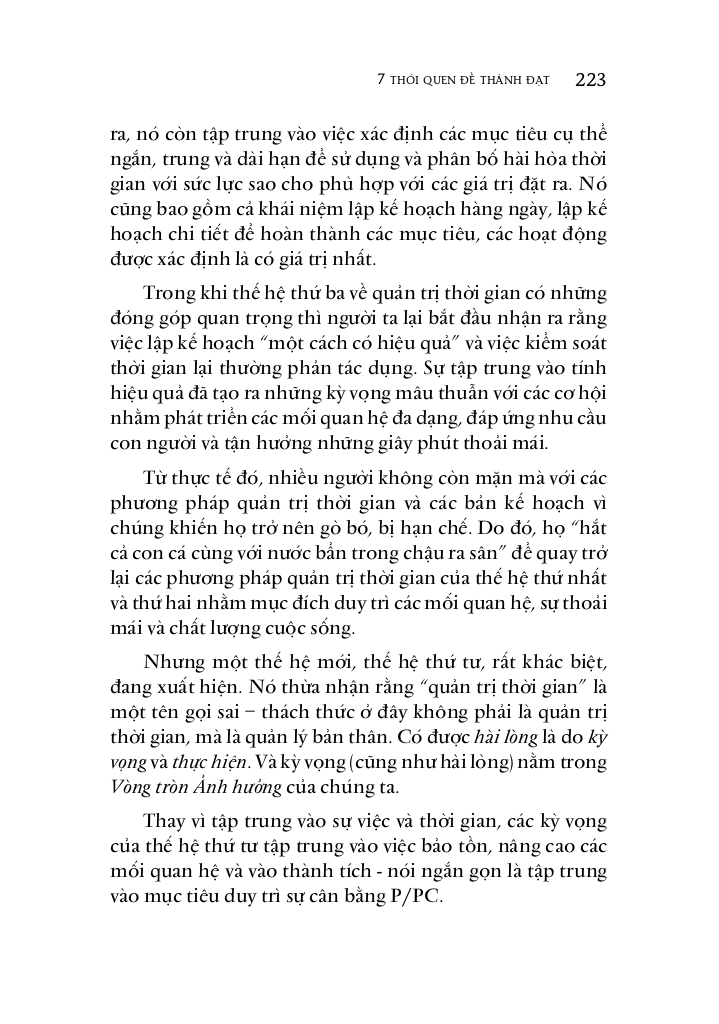 7 THÓI QUEN ĐỂ THÀNH ĐẠT 223
ra, nó còn tập trung vào việc xác định các mục tiêu cụ thể
ngắn, trung và dài hạn để sử dụng và phân bố hài hòa thời
gian với sức lực sao cho phù hợp với các giá trị đặt ra. Nó
cũng bao gồm cả khái niệm lập kế hoạch hàng ngày, lập kế
hoạch chi tiết để hoàn thành các mục tiêu, các hoạt động
được xác định là có giá trị nhất.
Trong khi thế hệ thứ ba về quản trị thời gian có những
đóng góp quan trọng thì người ta lại bắt đầu nhận ra rằng
việc lập kế hoạch “một cách có hiệu quả” và việc kiểm soát
thời gian lại thường phản tác dụng. Sự tập trung vào tính
hiệu quả đã tạo ra những kỳ vọng mâu thuẫn với các cơ hội
nhằm phát triển các mối quan hệ đa dạng, đáp ứng nhu cầu
con người và tận hưởng những giây phút thoải mái.
Từ thực tế đó, nhiều người không còn mặn mà với các
phương pháp quản trị thời gian và các bản kế hoạch vì
chúng khiến họ trở nên gò bó, bị hạn chế. Do đó, họ “hắt
cả con cá cùng với nước bẩn trong chậu ra sân” để quay trở
lại các phương pháp quản trị thời gian của thế hệ thứ nhất
và thứ hai nhằm mục đích duy trì các mối quan hệ, sự thoải
mái và chất lượng cuộc sống.
Nhưng một thế hệ mới, thế hệ thứ tư, rất khác biệt,
đang xuất hiện. Nó thừa nhận rằng “quản trị thời gian” là
một tên gọi sai – thách thức ở đây không phải là quản trị
thời gian, mà là quản lý bản thân. Có được hài lòng là do kỳ
vọng và thực hiện. Và kỳ vọng (cũng như hài lòng) nằm trong
Vòng tròn Ảnh hưởng của chúng ta.
Thay vì tập trung vào sự việc và thời gian, các kỳ vọng
của thế hệ thứ tư tập trung vào việc bảo tồn, nâng cao các
mối quan hệ và vào thành tích - nói ngắn gọn là tập trung
vào mục tiêu duy trì sự cân bằng P/PC.